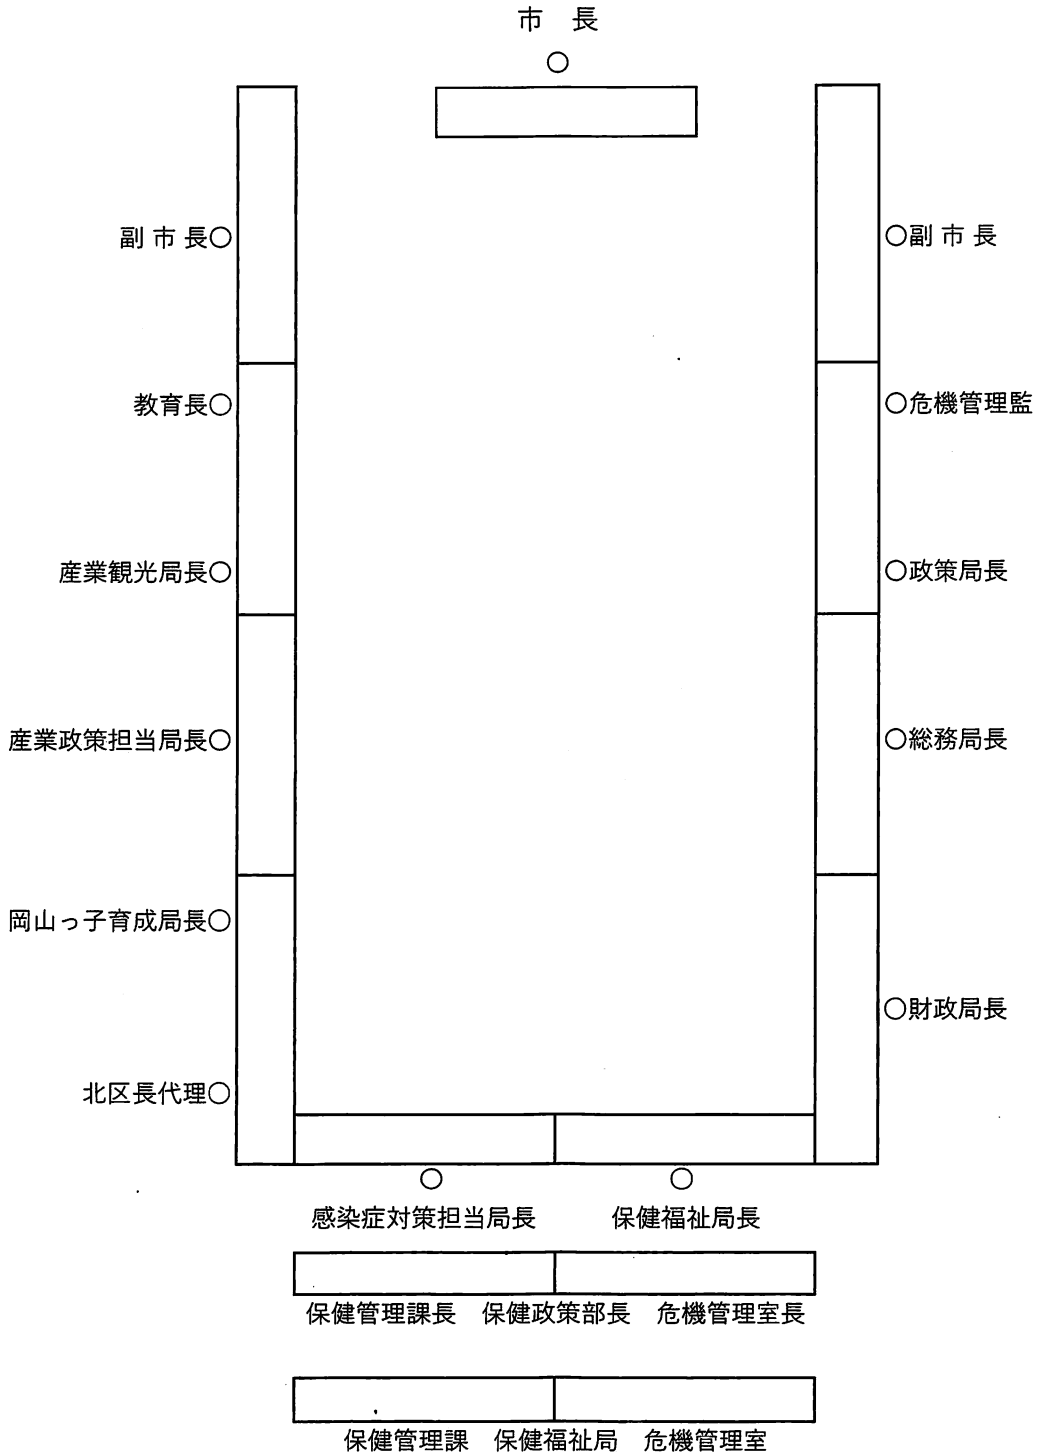 市 長
○
副 市 長○ ○副 市 長
教育長○ ○危機管理監
産業観光局長○ ○政策局長
産業政策担当局長○ ○総務局長
岡山っ子育成局長○
○財政局長
北区長代理○
○ ○
感染症対策担当局長 保健福祉局長
保健管理課長 保健政策部長 危機管理室長
保健管理課 保健福祉局 危機管理室